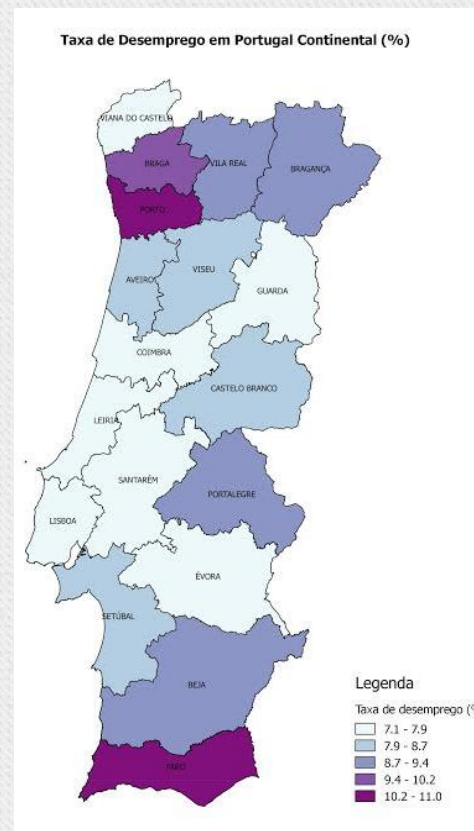 Taxa de Desemprego em Portugal Continental (%)
VIANA DO CASTELO
BRAGA
VILA REAL
BRAGANÇA
PORTO
AVEIRO
VISEU
GUARDA
COIMBRA
CASTELO BRANCO
LEIRIA
SANTARÉM
PORTALEGRE
LISBOA
ÉVORA
SETÚBAL
BEJA
FARO
Legenda
Taxa de desemprego (%
7.1 - 7.9
7.9 - 8.7
8.7 - 9.4
9.4 - 10.2
10.2 - 11.0